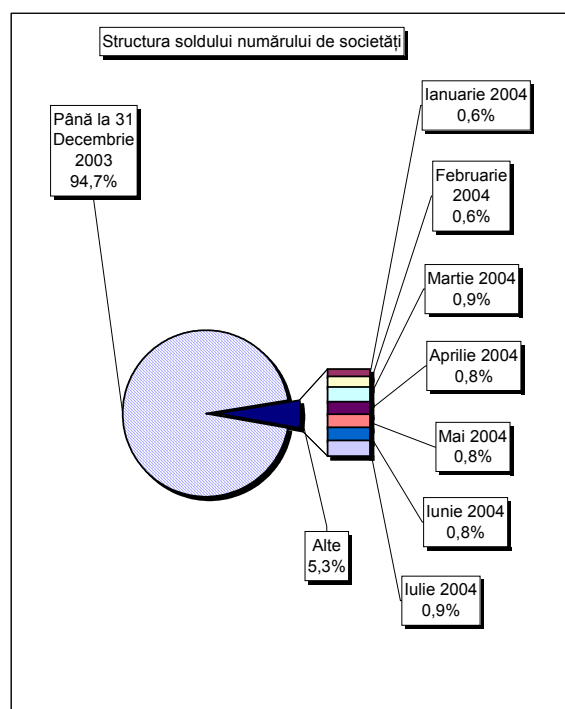 Structura soldului numărului de societăți
Până la 31
Decembrie
2003
94,7%
Ianuarie 2004
0,6%
Februarie
2004
0,6%
Martie 2004
0,9%
Aprilie 2004
0,8%
Mai 2004
0,8%
Iunie 2004
0,8%
Iulie 2004
0,9%
Alte
5,3%